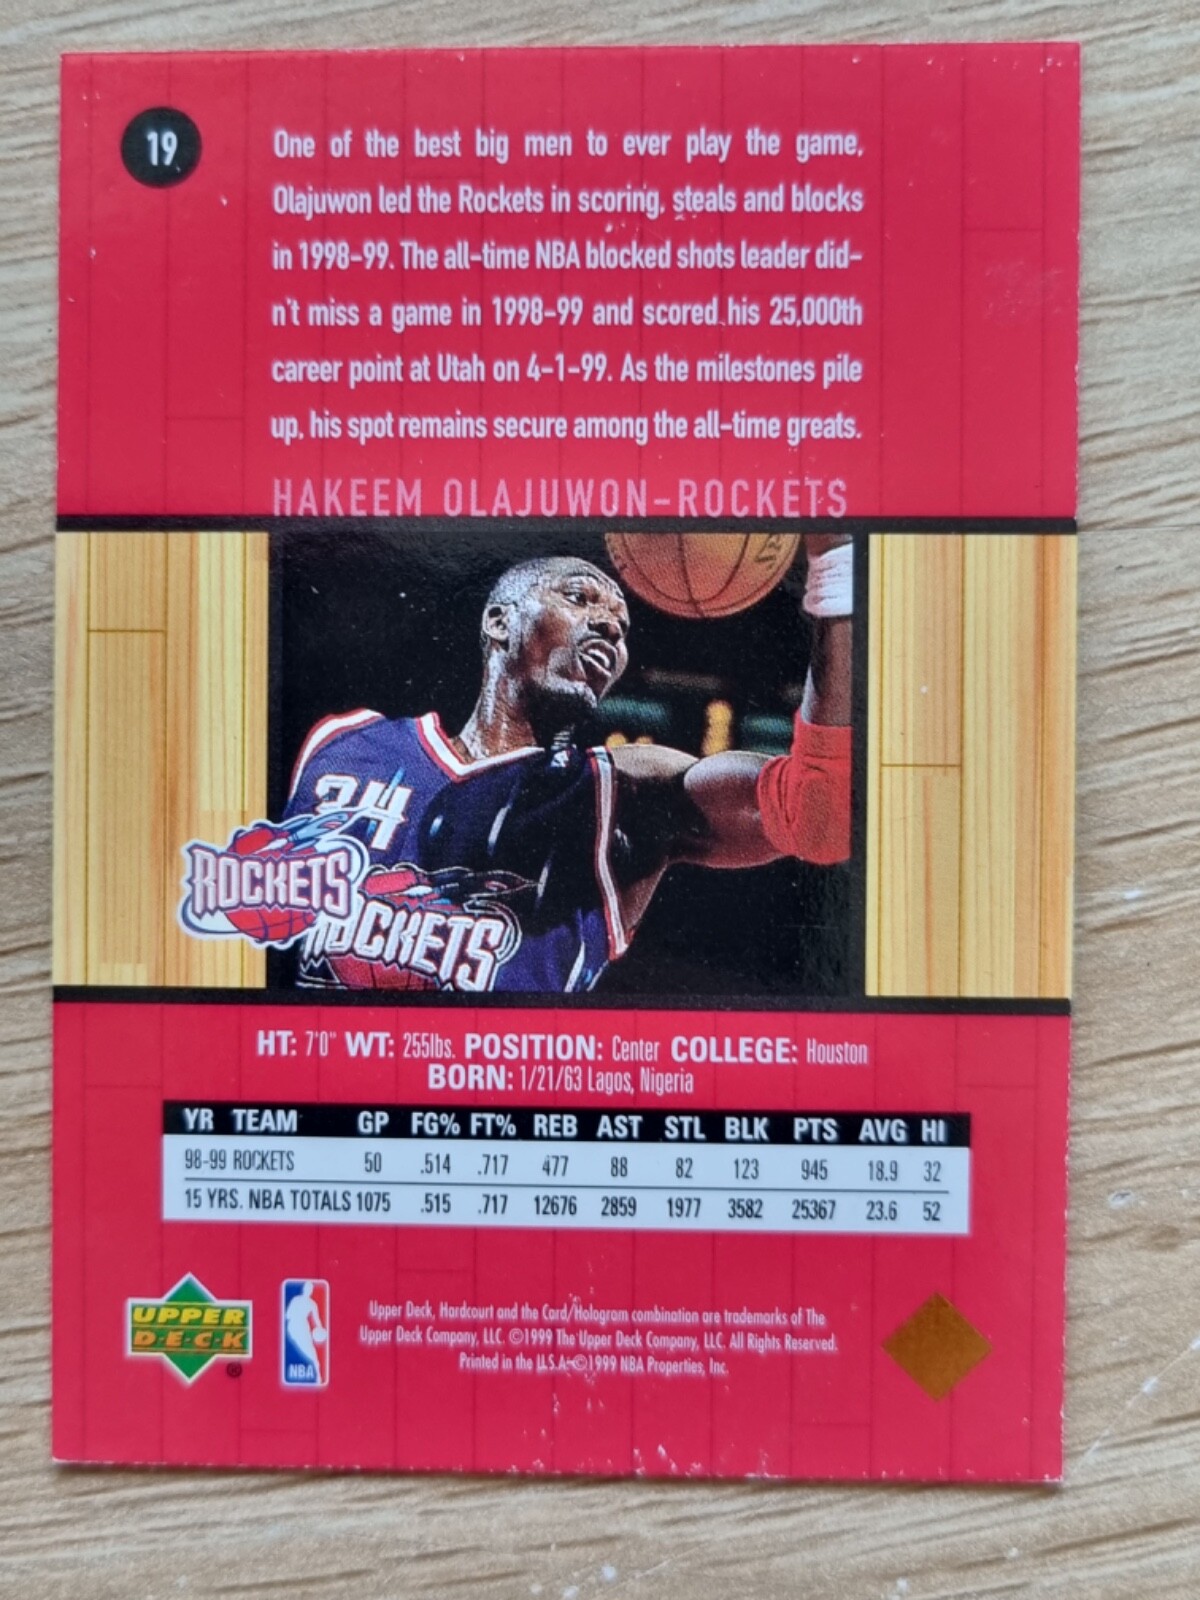 19
One of the best big men to ever play the game,
Olajuwon led the Rockets in scoring, steals and blocks
in 1998-99. The all-time NBA blocked shots leader did-
n't miss a game in 1998-99 and scored his 25,000th
career point at Utah on 4-1-99. As the milestones pile
up, his spot remains secure among the all-time greats.
HAKEEM OLAJUWON-ROCKETS
34
ROCKETS
ROCKETS
HT: 7'0" WT: 255lbs. POSITION: Center COLLEGE: Houston
BORN: 1/21/63 Lagos, Nigeria
YR TEAM GP FG% FT% REB AST STL BLK PTS AVG HI
98-99 ROCKETS 50 .514 .717 477 88 82 123 945 18.9 32
15 YRS. NBA TOTALS 1075 .515 .717 12676 2859 1977 3582 25367 23.6 52
UPPER
DECK
®
NBA
Upper Deck, Hardcourt and the Card/Hologram combination are trademarks of The
Upper Deck Company, LLC. ©1999 The Upper Deck Company, LLC. All Rights Reserved.
Printed in the U.S.A. ©1999 NBA Properties, Inc.